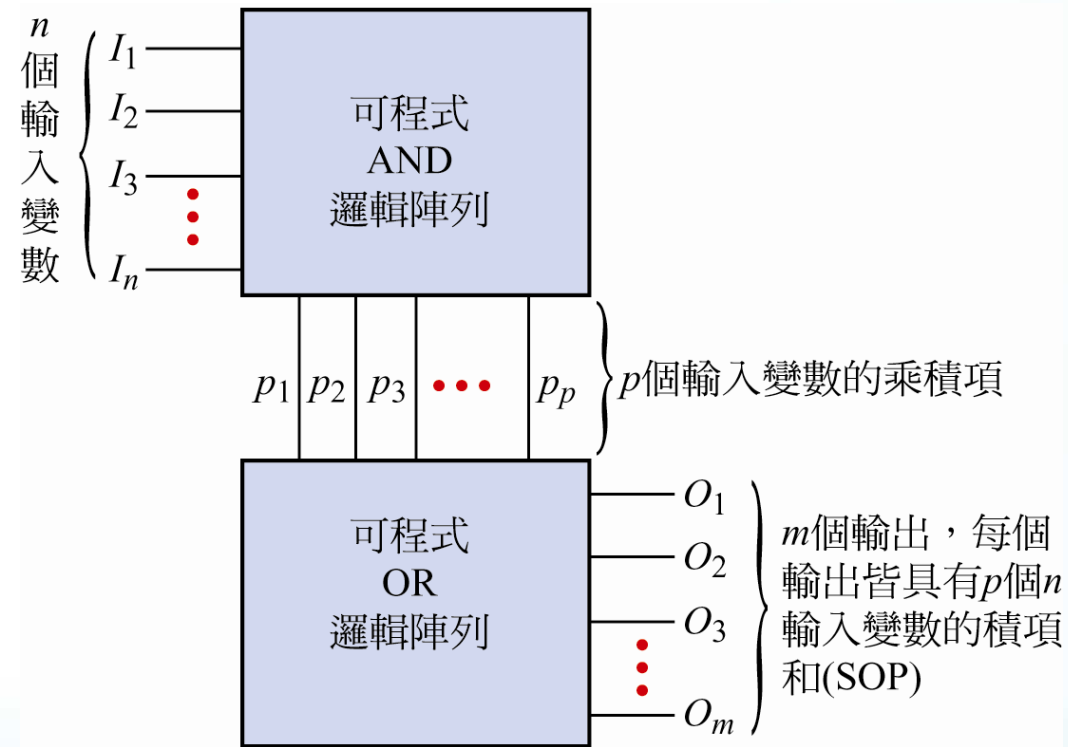 n
個
輸
入
變
數
I1
I2
I3
In
可程式
AND
邏輯陣列
p1 p2 p3 pp
p個輸入變數的乘積項
可程式
OR
邏輯陣列
O1
O2
O3
Om
m個輸出，每個
輸出皆具有p個n
輸入變數的積項
和(SOP)